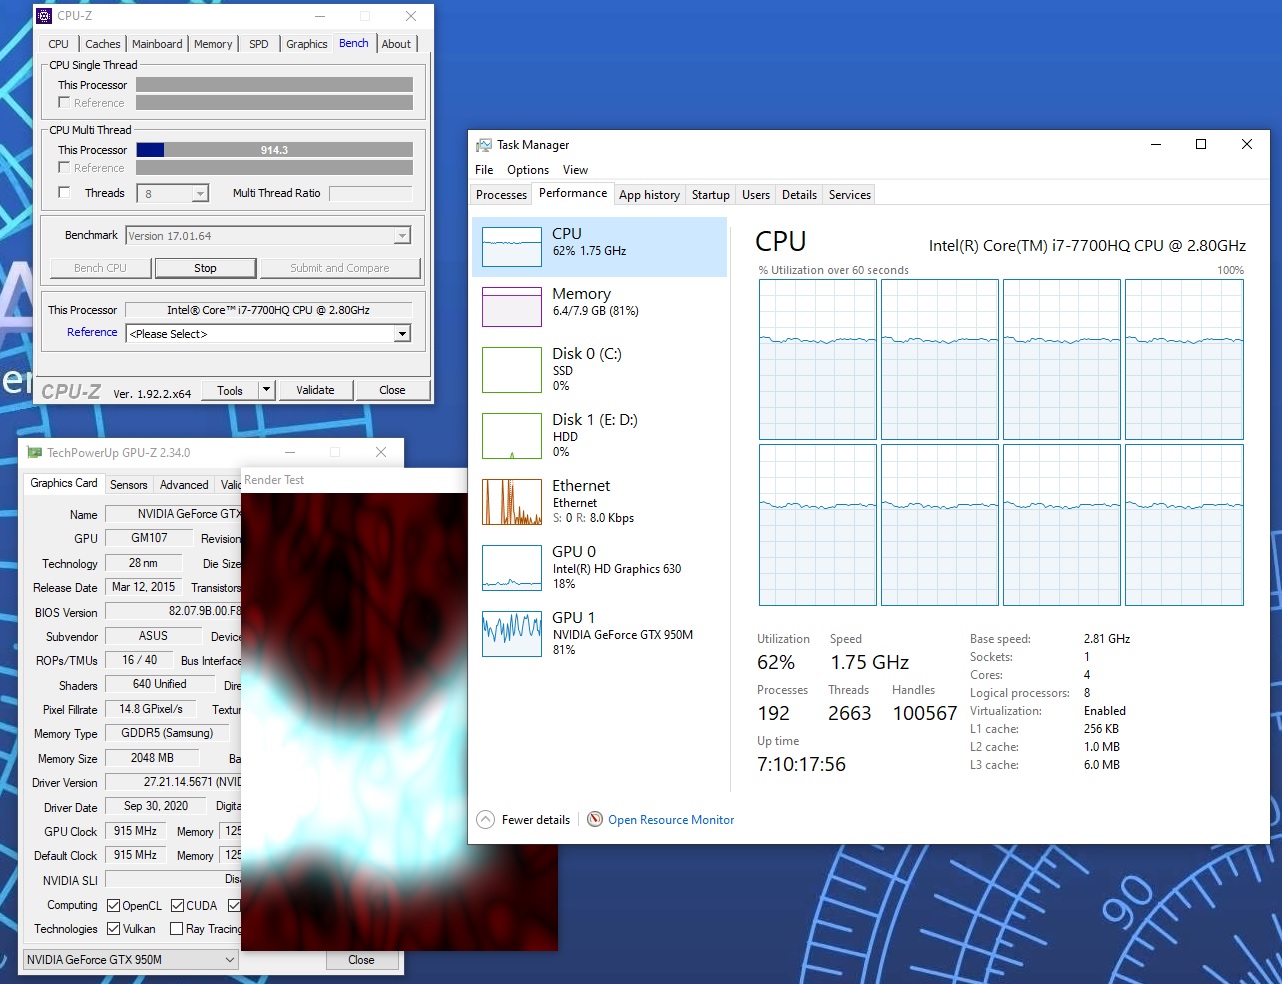 CPU-Z
CPU Caches Mainboard Memory SPD Graphics Bench About
CPU Single Thread
This Processor
Reference
CPU Multi Thread
This Processor 914.3
Reference
Threads 8 Multi Thread Ratio
Benchmark Version 17.01.64
Bench CPU Stop Submit and Compare
This Processor Intel® Core™ i7-7700HQ CPU @ 2.80GHz
Reference <Please Select>
CPU-Z Ver. 1.92.2.x64 Tools Validate Close
er
TechPowerUp GPU-Z 2.34.0
Graphics Card Sensors Advanced Valid
Name NVIDIA GeForce GTX
GPU GM107 Revision
Technology 28 nm Die Size
Release Date Mar 12, 2015 Transistors
BIOS Version 82.07.9B.00.F8
Subvendor ASUS Device
ROPs/TMUs 16 / 40 Bus Interface
Shaders 640 Unified Dire
Pixel Fillrate 14.8 GPixel/s Textur
Memory Type GDDR5 (Samsung)
Memory Size 2048 MB Ba
Driver Version 27.21.14.5671 (NVID
Driver Date Sep 30, 2020 Digita
GPU Clock 915 MHz Memory 125
Default Clock 915 MHz Memory 125
NVIDIA SLI Disa
Computing OpenCL CUDA
Technologies Vulkan Ray Tracing
NVIDIA GeForce GTX 950M Close
Render Test
Task Manager
File Options View
Processes Performance App history Startup Users Details Services
CPU
62% 1.75 GHz
Memory
6.4/7.9 GB (81%)
Disk 0 (C:)
SSD
0%
Disk 1 (E: D:)
HDD
0%
Ethernet
Ethernet
S: 0 R: 8.0 Kbps
GPU 0
Intel(R) HD Graphics 630
18%
GPU 1
NVIDIA GeForce GTX 950M
81%
CPU Intel(R) Core(TM) i7-7700HQ CPU @ 2.80GHz
% Utilization over 60 seconds 100%
Utilization Speed
62% 1.75 GHz
Processes Threads Handles
192 2663 100567
Up time
7:10:17:56
Base speed: 2.81 GHz
Sockets: 1
Cores: 4
Logical processors: 8
Virtualization: Enabled
L1 cache: 256 KB
L2 cache: 1.0 MB
L3 cache: 6.0 MB
Fewer details Open Resource Monitor
90